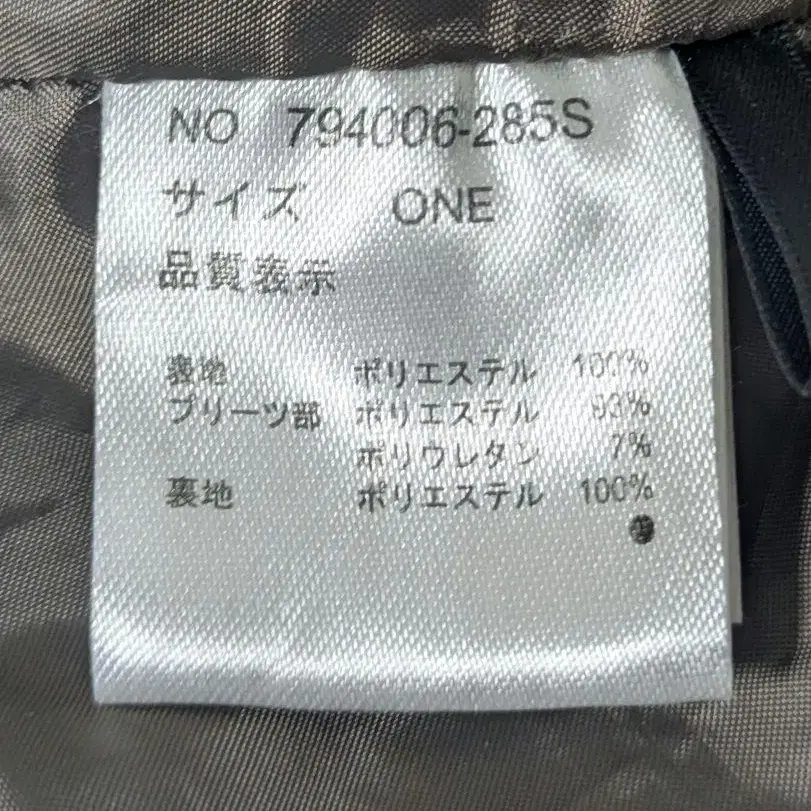 NO 794006-285S
サイズ ONE
品質表示
表地 ポリエステル 100%
プリーツ部 ポリエステル 93%
ポリウレタン 7%
裏地 ポリエステル 100%